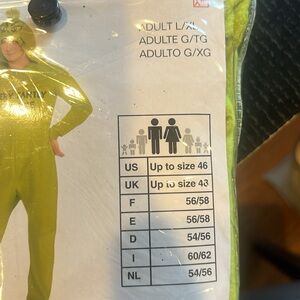 ADULT L/XL
ADULTE G/TG
ADULTO G/XG
US Up to size 46
UK Up to size 48
F 56/58
E 56/58
D 54/56
I 60/62
NL 54/56